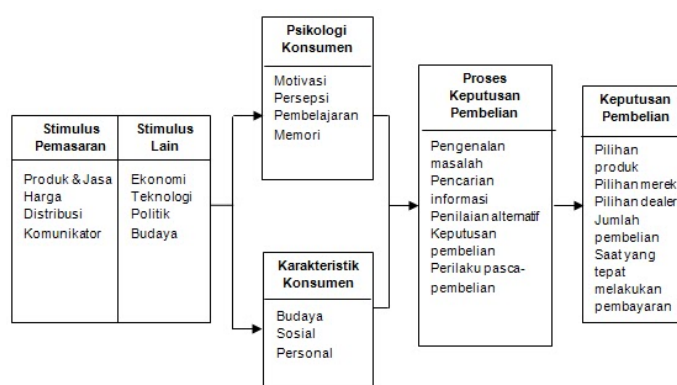 Stimulus
Pemasaran
Produk & Jasa
Harga
Distribusi
Komunikator
Stimulus
Lain
Ekonomi
Teknologi
Politik
Budaya
Psikologi
Konsumen
Motivasi
Persepsi
Pembelajaran
Memori
Karakteristik
Konsumen
Budaya
Sosial
Personal
Proses
Keputusan
Pembelian
Pengenalan
masalah
Pencarian
informasi
Penilaian alternatif
Keputusan
pembelian
Perilaku pasca-
pembelian
Keputusan
Pembelian
Pilihan
produk
Pilihan merek
Pilihan dealer
Jumlah
pembelian
Saat yang
tepat
melakukan
pembayaran